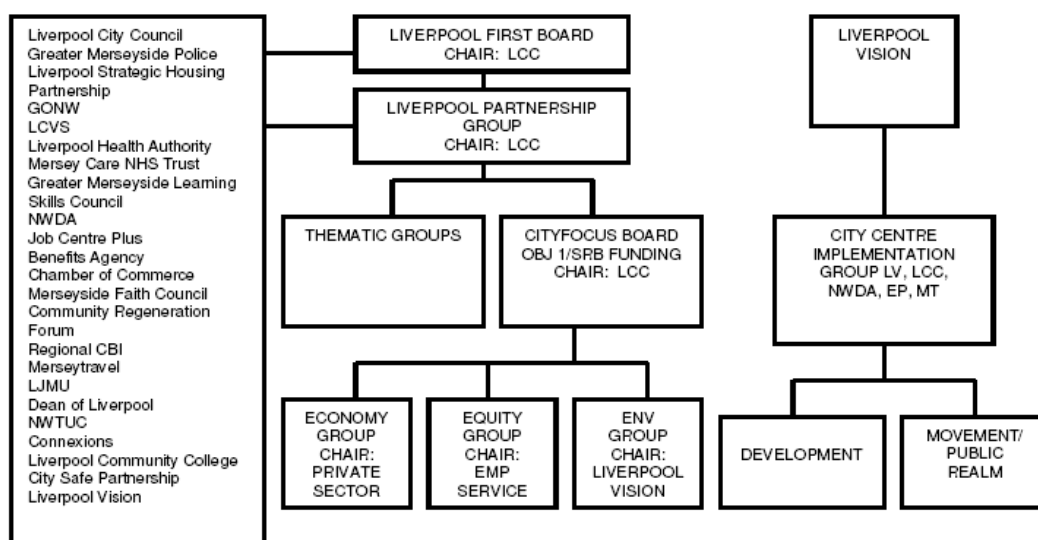 Liverpool City Council
Greater Merseyside Police
Liverpool Strategic Housing
Partnership
GONW
LCVS
Liverpool Health Authority
Mersey Care NHS Trust
Greater Merseyside Learning
Skills Council
NWDA
Job Centre Plus
Benefits Agency
Chamber of Commerce
Merseyside Faith Council
Community Regeneration
Forum
Regional CBI
Merseytravel
LJMU
Dean of Liverpool
NWTUC
Connexions
Liverpool Community College
City Safe Partnership
Liverpool Vision
LIVERPOOL FIRST BOARD
CHAIR: LCC
LIVERPOOL PARTNERSHIP
GROUP
CHAIR: LCC
THEMATIC GROUPS
CITYFOCUS BOARD
OBJ 1/SRB FUNDING
CHAIR: LCC
ECONOMY
GROUP
CHAIR:
PRIVATE
SECTOR
EQUITY
GROUP
CHAIR:
EMP
SERVICE
ENV
GROUP
CHAIR:
LIVERPOOL
VISION
LIVERPOOL
VISION
CITY CENTRE
IMPLEMENTATION
GROUP LV, LCC,
NWDA, EP, MT
DEVELOPMENT
MOVEMENT/
PUBLIC
REALM